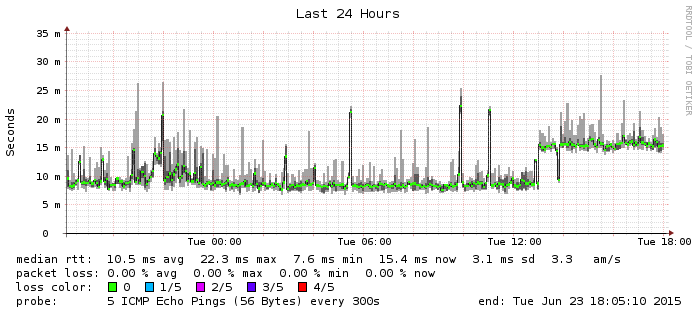 Last 24 Hours
RRDTOOL / TOBI OETIKER
Seconds
35 m
30 m
25 m
20 m
15 m
10 m
5 m
0
Tue 00:00 Tue 06:00 Tue 12:00 Tue 18:00
median rtt: 10.5 ms avg 22.3 ms max 7.6 ms min 15.4 ms now 3.1 ms sd 3.3 am/s
packet loss: 0.00 % avg 0.00 % max 0.00 % min 0.00 % now
loss color: 0 1/5 2/5 3/5 4/5
probe: 5 ICMP Echo Pings (56 Bytes) every 300s end: Tue Jun 23 18:05:10 2015